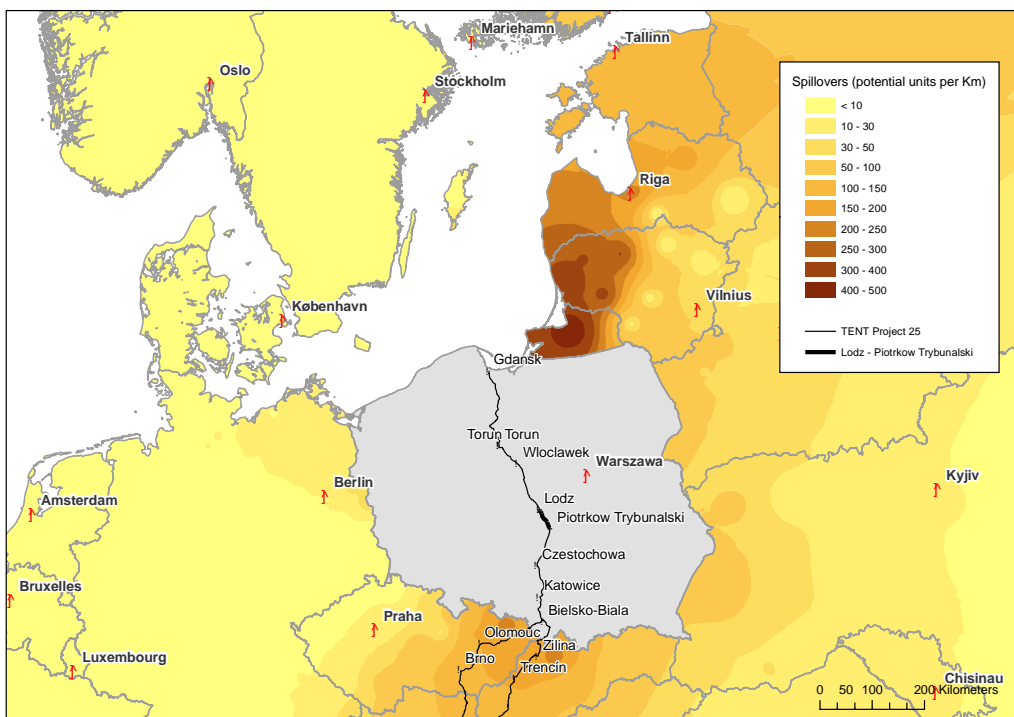 Mariehamn
Tallinn
Oslo
Stockholm
Riga
København
Vilnius
Gdansk
Torun Torun
Wloclawek
Warszawa
Berlin
Kyjiv
Amsterdam
Lodz
Piotrkow Trybunalski
Czestochowa
Katowice
Bruxelles
Bielsko-Biala
Praha
Olomouc
Zilina
Brno
Trencín
Luxembourg
Chisinau
Spillovers (potential units per Km)
< 10
10 - 30
30 - 50
50 - 100
100 - 150
150 - 200
200 - 250
250 - 300
300 - 400
400 - 500
TENT Project 25
Lodz - Piotrkow Trybunalski
0 50 100 200 Kilometers